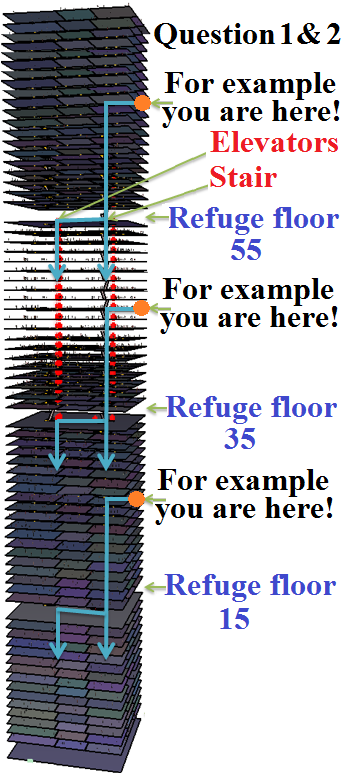 Question 1 & 2
For example
you are here!
Elevators
Stair
Refuge floor
55
For example
you are here!
Refuge floor
35
For example
you are here!
Refuge floor
15